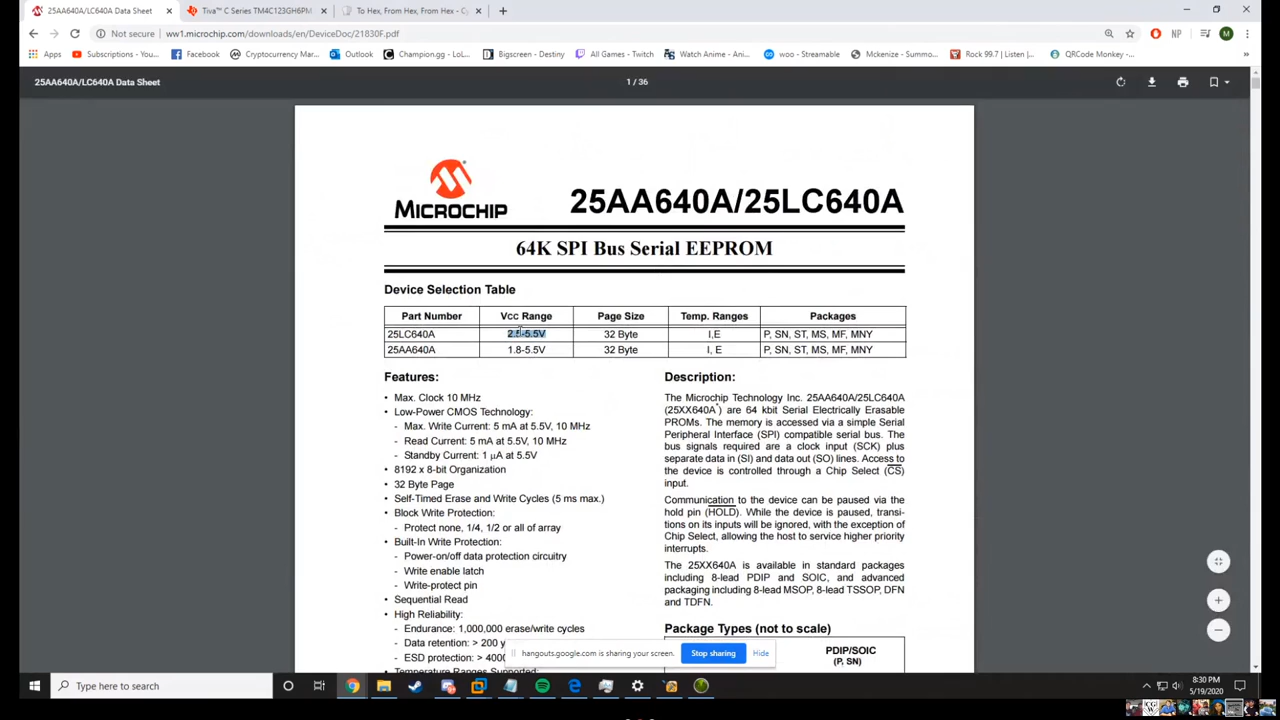 25AA640A/LC640A Data Sheet
Tiva™ C Series TM4C123GH6PM
To Hex, From Hex, From Hex - Cy
Not secure
ww1.microchip.com/downloads/en/DeviceDoc/21830F.pdf
NP
M
YouTube
Subscriptions - You...
Facebook
Cryptocurrency Mar...
Outlook
Champion.gg - LoL...
Bigscreen - Destiny
All Games - Twitch
Watch Anime - Ani...
woo - Streamable
Mckenize - Summo...
Rock 99.7 | Listen |...
QRCode Monkey -...
25AA640A/LC640A Data Sheet
1 / 36
MICROCHIP
25AA640A/25LC640A
64K SPI Bus Serial EEPROM
Device Selection Table
Part Number VCC Range Page Size Temp. Ranges Packages
25LC640A 2.5-5.5V 32 Byte I,E P, SN, ST, MS, MF, MNY
25AA640A 1.8-5.5V 32 Byte I, E P, SN, ST, MS, MF, MNY
Features:
• Max. Clock 10 MHz
• Low-Power CMOS Technology:
- Max. Write Current: 5 mA at 5.5V, 10 MHz
- Read Current: 5 mA at 5.5V, 10 MHz
- Standby Current: 1 μA at 5.5V
• 8192 x 8-bit Organization
• 32 Byte Page
• Self-Timed Erase and Write Cycles (5 ms max.)
• Block Write Protection:
- Protect none, 1/4, 1/2 or all of array
• Built-In Write Protection:
- Power-on/off data protection circuitry
- Write enable latch
- Write-protect pin
• Sequential Read
• High Reliability:
- Endurance: 1,000,000 erase/write cycles
- Data retention: > 200 y
- ESD protection: > 4000
Description:
The Microchip Technology Inc. 25AA640A/25LC640A
(25XX640A*) are 64 kbit Serial Electrically Erasable
PROMs. The memory is accessed via a simple Serial
Peripheral Interface (SPI) compatible serial bus. The
bus signals required are a clock input (SCK) plus
separate data in (SI) and data out (SO) lines. Access to
the device is controlled through a Chip Select (CS)
input.
Communication to the device can be paused via the
hold pin (HOLD). While the device is paused, transi-
tions on its inputs will be ignored, with the exception of
Chip Select, allowing the host to service higher priority
interrupts.
The 25XX640A is available in standard packages
including 8-lead PDIP and SOIC, and advanced
packaging including 8-lead MSOP, 8-lead TSSOP, DFN
and TDFN.
Package Types (not to scale)
PDIP/SOIC
(P, SN)
hangouts.google.com is sharing your screen.
Stop sharing
Hide
Type here to search
8:30 PM
5/19/2020